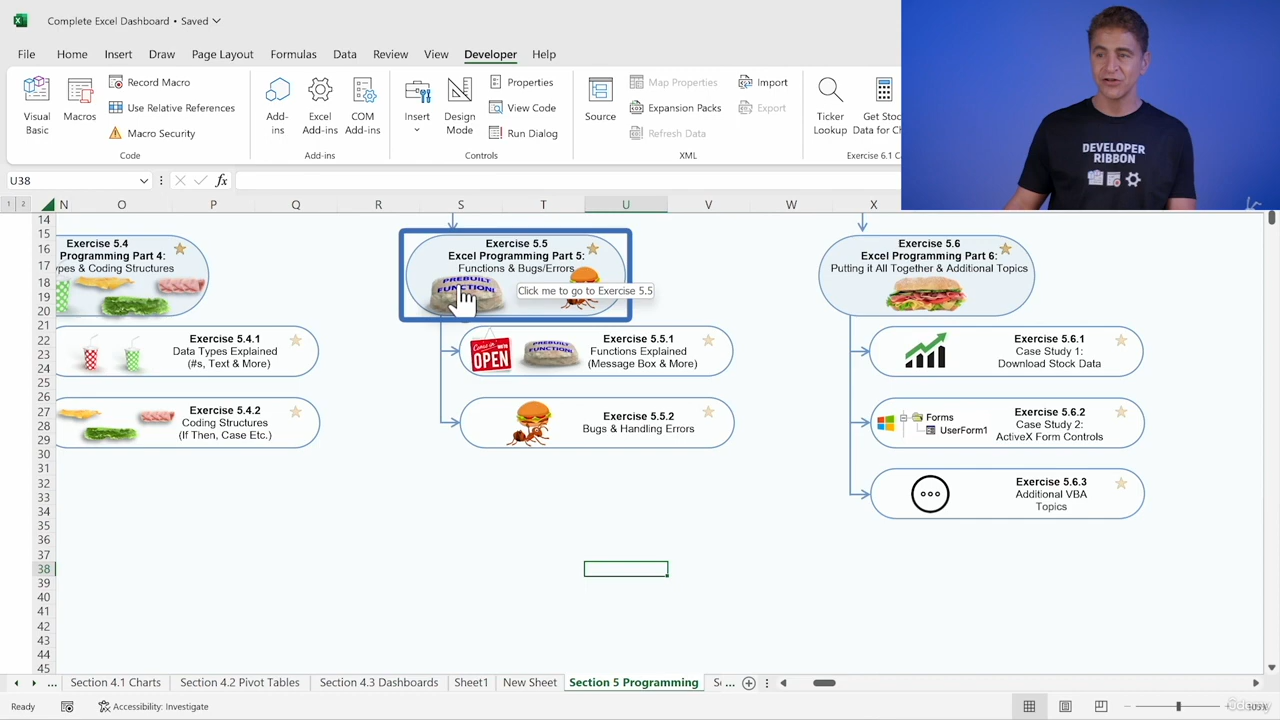 Complete Excel Dashboard • Saved
File Home Insert Draw Page Layout Formulas Data Review View Developer Help
Visual Basic
Macros
Record Macro
Use Relative References
Macro Security
Code
Add-ins
Excel Add-ins
COM Add-ins
Add-ins
Insert
Design Mode
Properties
View Code
Run Dialog
Controls
Source
Map Properties
Expansion Packs
Refresh Data
Import
Export
XML
Ticker Lookup
Get Stoc
Data for Ch
Exercise 6.1 C
DEVELOPER
RIBBON
U38
fx
1 2
N O P Q R S T U V W X
14
15
16
17
18
19
20
21
22
23
24
25
26
27
28
29
30
31
32
33
34
35
36
37
38
39
40
41
42
43
44
45
Exercise 5.4
Programming Part 4:
ypes & Coding Structures
Exercise 5.4.1
Data Types Explained
(#s, Text & More)
Exercise 5.4.2
Coding Structures
(If Then, Case Etc.)
Exercise 5.5
Excel Programming Part 5:
Functions & Bugs/Errors
PREBUILT
FUNCTION!
Click me to go to Exercise 5.5
Come in WE'RE
OPEN
PREBUILT
FUNCTION!
Exercise 5.5.1
Functions Explained
(Message Box & More)
Exercise 5.5.2
Bugs & Handling Errors
Exercise 5.6
Excel Programming Part 6:
Putting it All Together & Additional Topics
Exercise 5.6.1
Case Study 1:
Download Stock Data
Forms
UserForm1
Exercise 5.6.2
Case Study 2:
ActiveX Form Controls
Exercise 5.6.3
Additional VBA
Topics
... Section 4.1 Charts Section 4.2 Pivot Tables Section 4.3 Dashboards Sheet1 New Sheet Section 5 Programming Se ...
Ready
Accessibility: Investigate